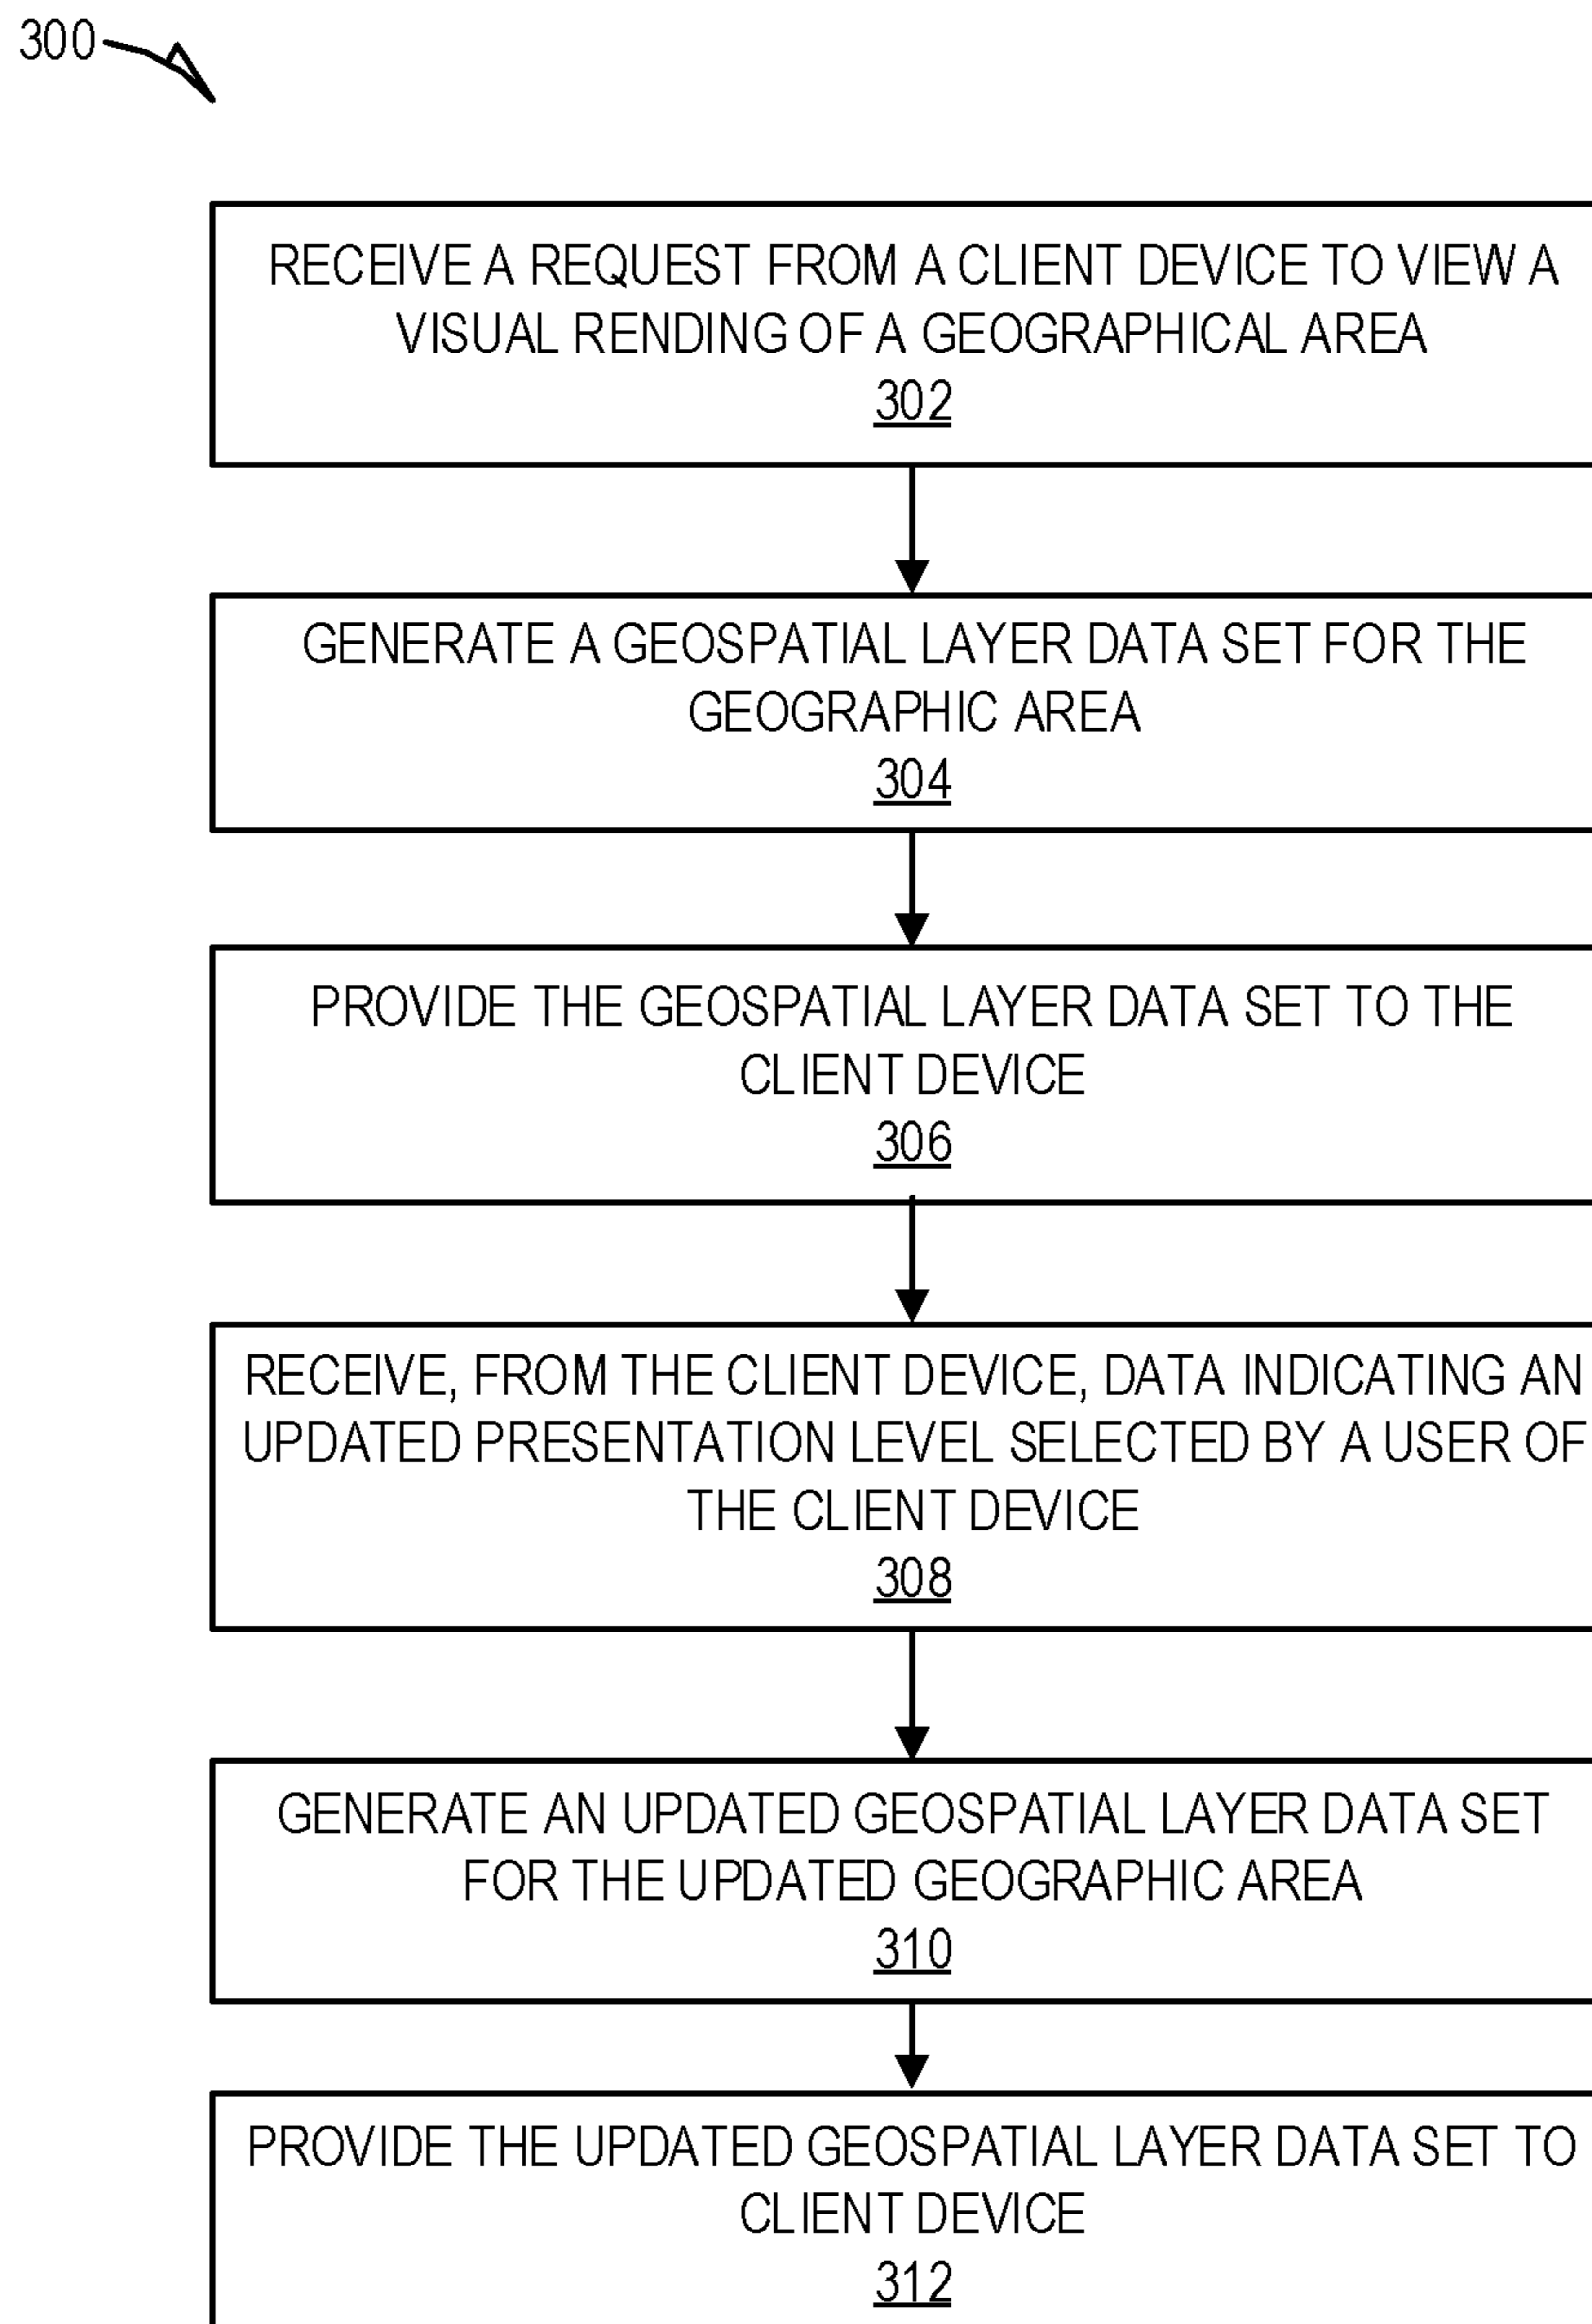 300
RECEIVE A REQUEST FROM A CLIENT DEVICE TO VIEW A
VISUAL RENDING OF A GEOGRAPHICAL AREA
302
GENERATE A GEOSPATIAL LAYER DATA SET FOR THE
GEOGRAPHIC AREA
304
PROVIDE THE GEOSPATIAL LAYER DATA SET TO THE
CLIENT DEVICE
306
RECEIVE, FROM THE CLIENT DEVICE, DATA INDICATING AN
UPDATED PRESENTATION LEVEL SELECTED BY A USER OF
THE CLIENT DEVICE
308
GENERATE AN UPDATED GEOSPATIAL LAYER DATA SET
FOR THE UPDATED GEOGRAPHIC AREA
310
PROVIDE THE UPDATED GEOSPATIAL LAYER DATA SET TO
CLIENT DEVICE
312